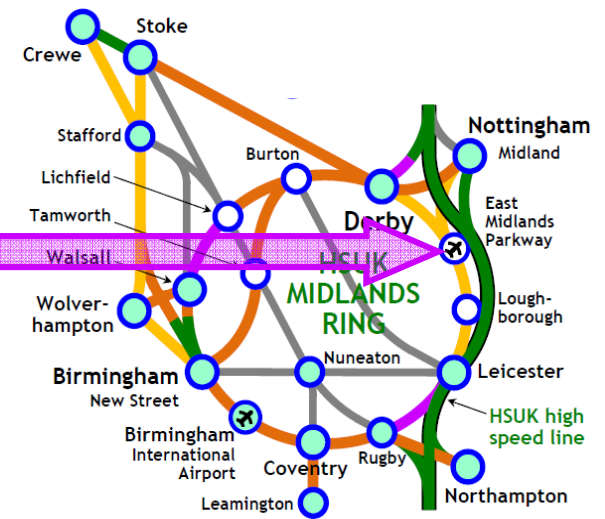 Stoke
Crewe
Nottingham
Midland
Stafford
Burton
Lichfield
East
Midlands
Parkway
Tamworth
Derby
Walsall
HSUK
MIDLANDS
RING
Wolver-
hampton
Lough-
borough
Nuneaton
Birmingham
New Street
Leicester
HSUK high
speed line
Birmingham
International
Airport
Coventry
Rugby
Northampton
Leamington